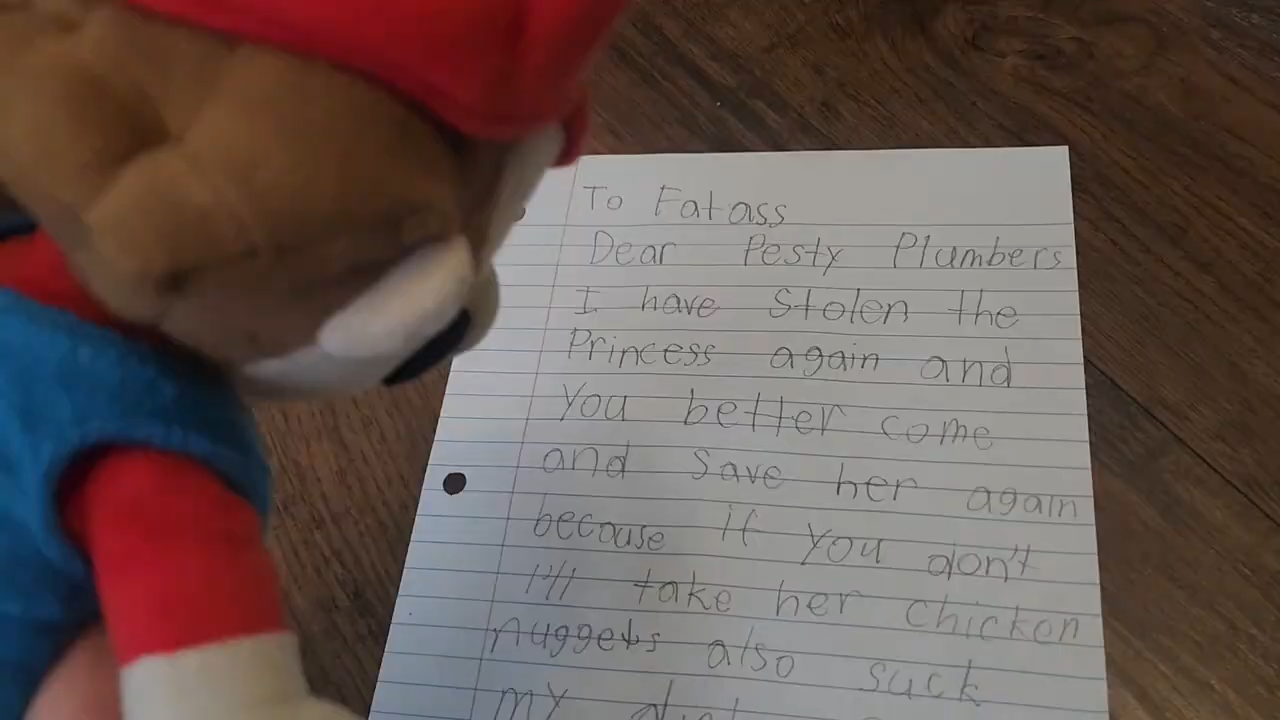 To Fatass
Dear Pesty Plumbers
I have stolen the
Princess again and
You better come
and save her again
because if you don't
I'll take her chicken
nuggets also suck
my